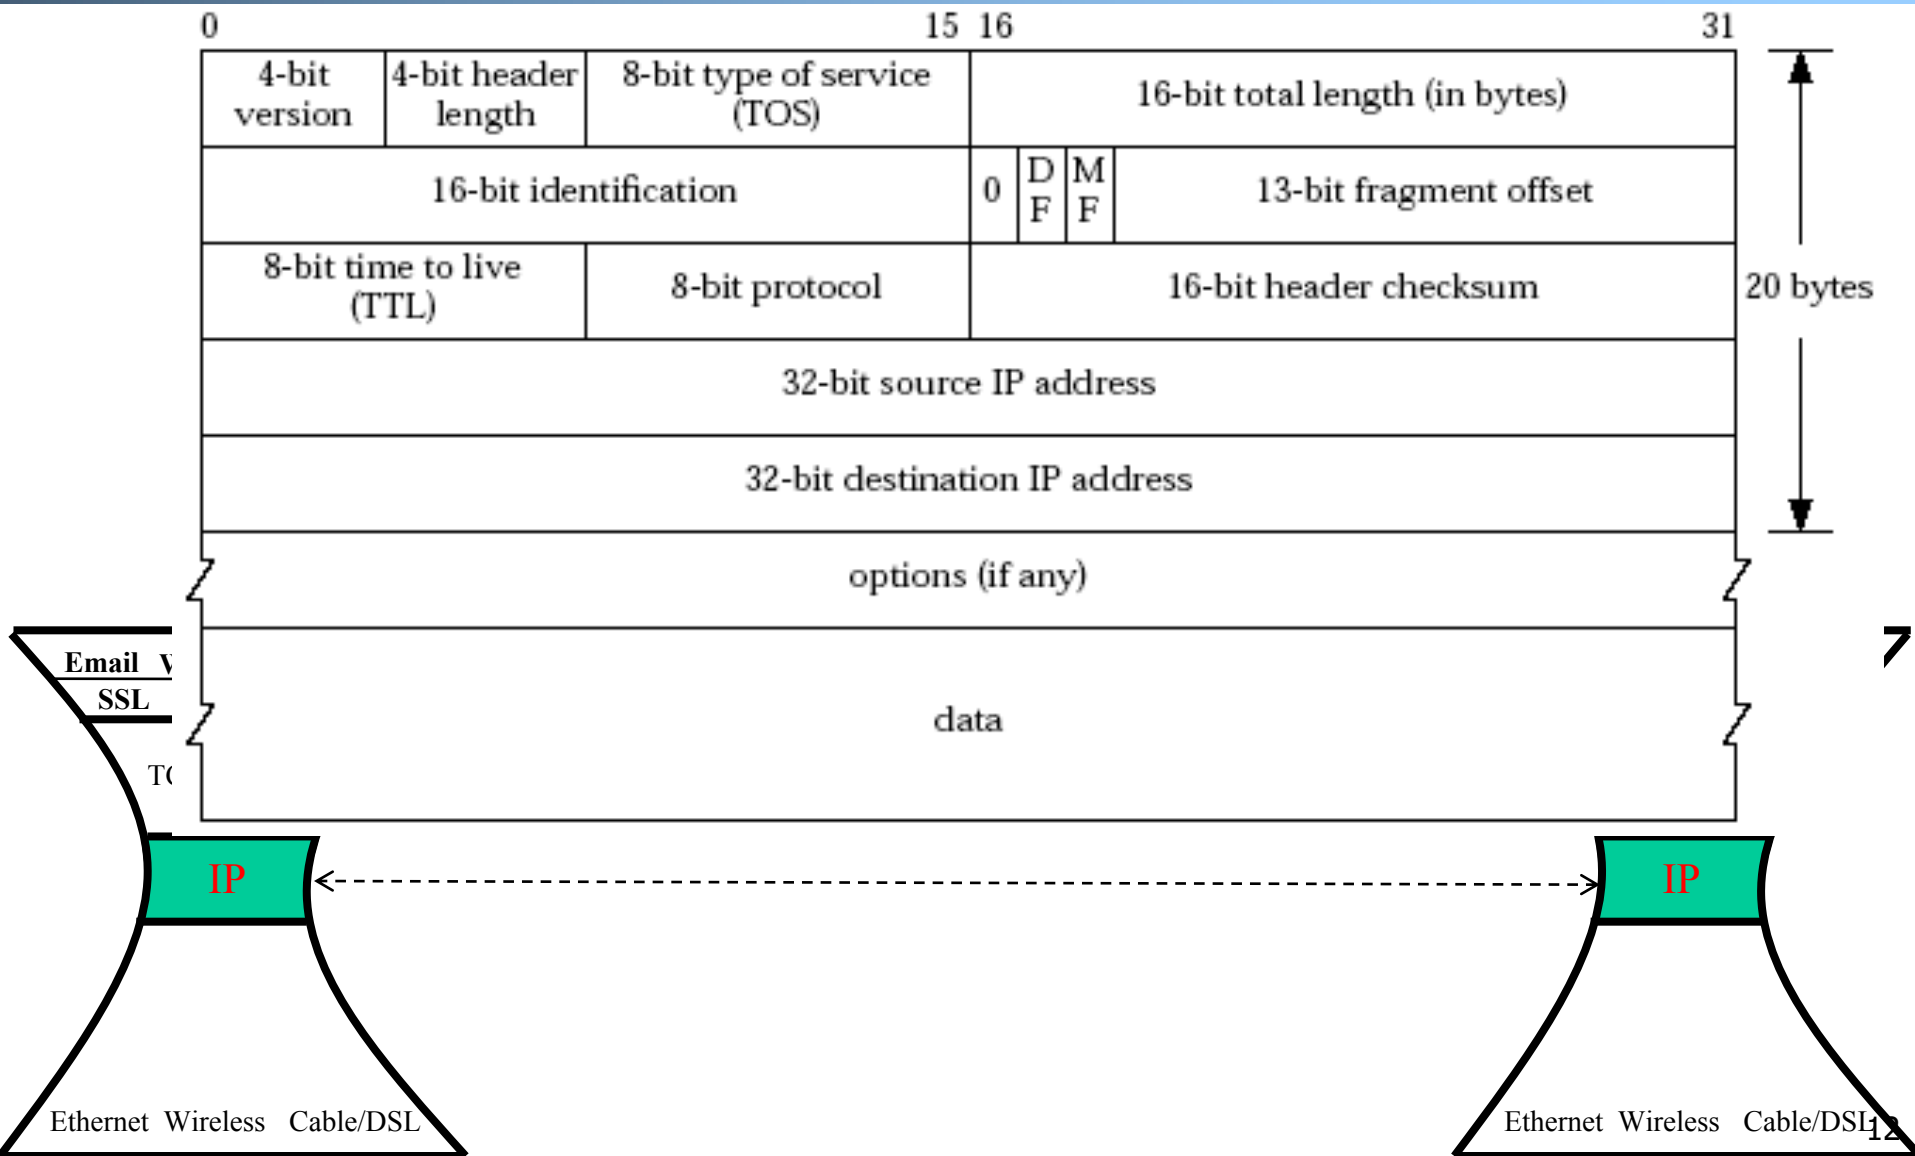 0 15 16 31
4-bit version
4-bit header length
8-bit type of service (TOS)
16-bit total length (in bytes)
16-bit identification
0
DF
MF
13-bit fragment offset
8-bit time to live (TTL)
8-bit protocol
16-bit header checksum
20 bytes
32-bit source IP address
32-bit destination IP address
options (if any)
data
Email
SSL
IP
IP
Ethernet Wireless Cable/DSL
Ethernet Wireless Cable/DSL
12